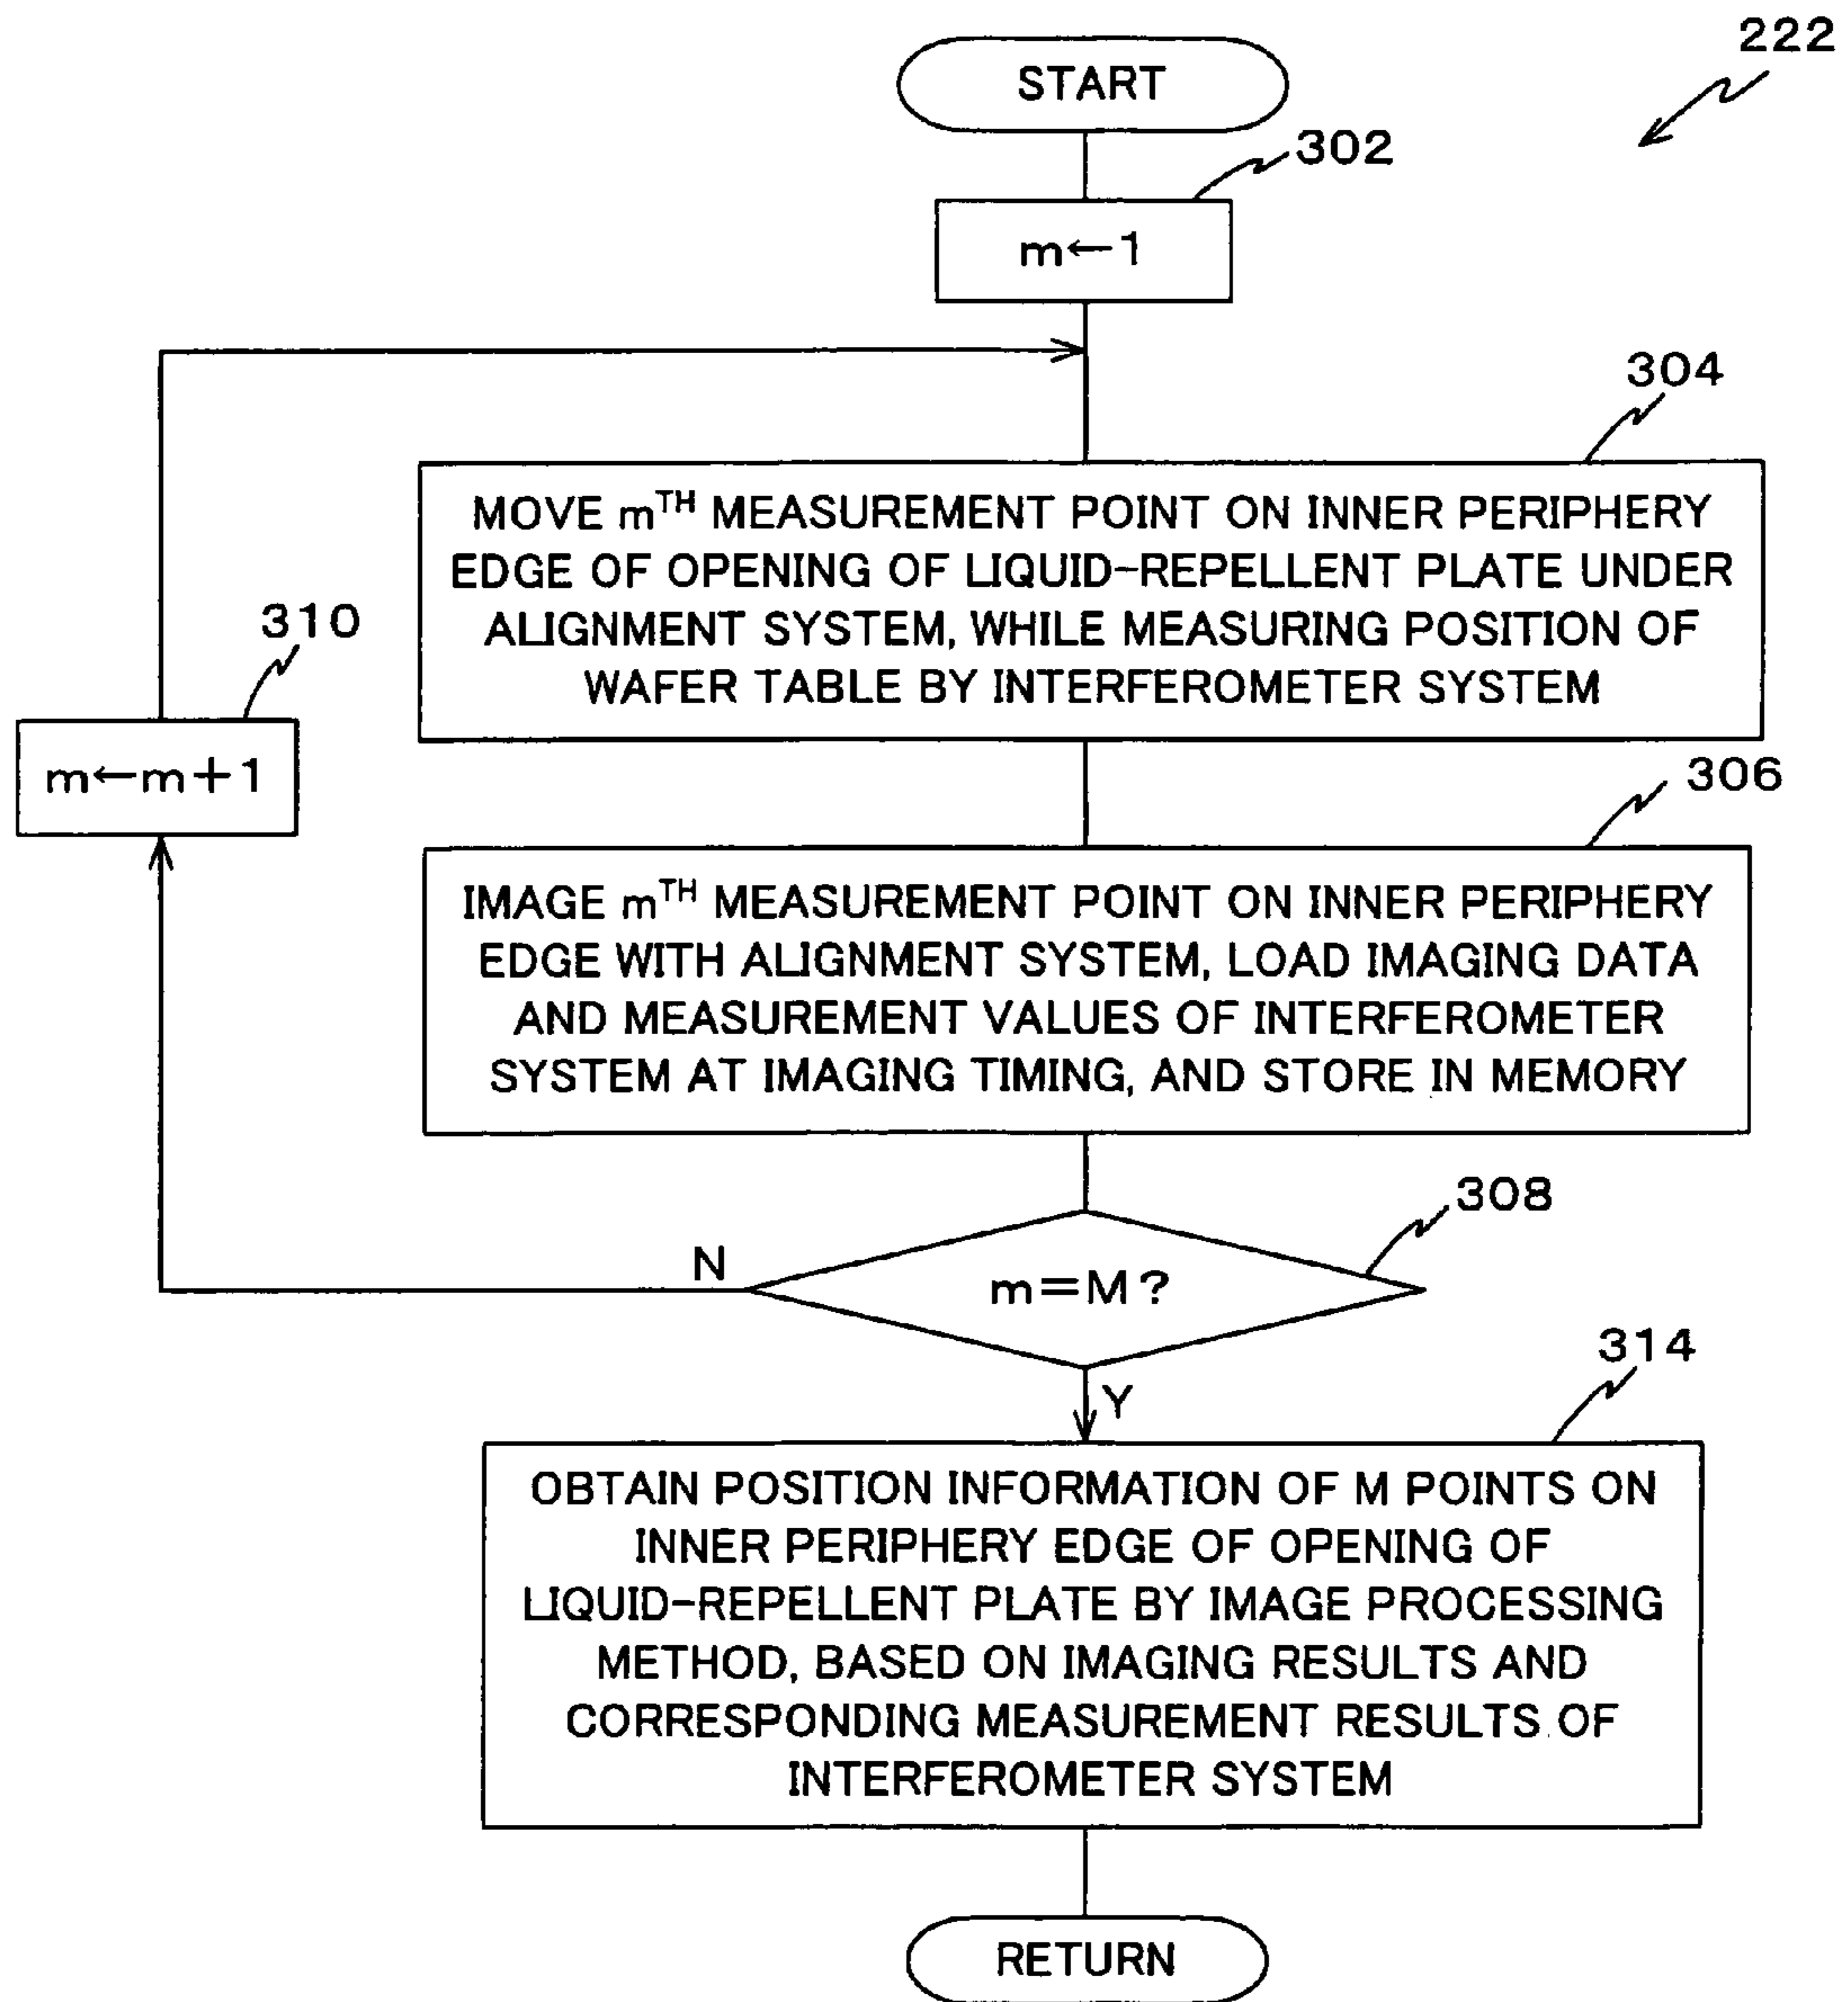 222
START
302
m←1
304
MOVE mTH MEASUREMENT POINT ON INNER PERIPHERY
EDGE OF OPENING OF LIQUID-REPELLENT PLATE UNDER
ALIGNMENT SYSTEM, WHILE MEASURING POSITION OF
WAFER TABLE BY INTERFEROMETER SYSTEM
310
m←m+1
306
IMAGE mTH MEASUREMENT POINT ON INNER PERIPHERY
EDGE WITH ALIGNMENT SYSTEM, LOAD IMAGING DATA
AND MEASUREMENT VALUES OF INTERFEROMETER
SYSTEM AT IMAGING TIMING, AND STORE IN MEMORY
308
N
m=M?
Y
314
OBTAIN POSITION INFORMATION OF M POINTS ON
INNER PERIPHERY EDGE OF OPENING OF
LIQUID-REPELLENT PLATE BY IMAGE PROCESSING
METHOD, BASED ON IMAGING RESULTS AND
CORRESPONDING MEASUREMENT RESULTS OF
INTERFEROMETER SYSTEM
RETURN